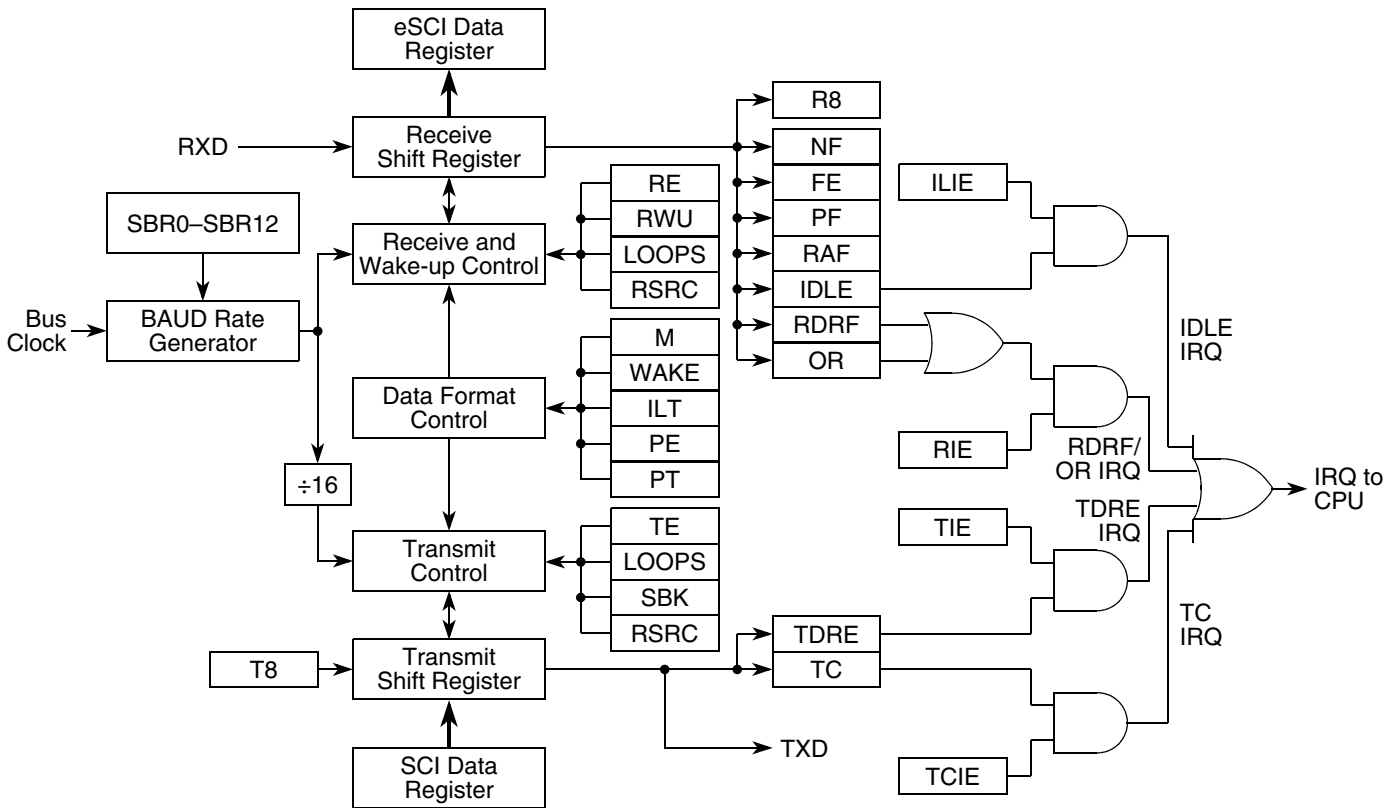 eSCI Data
Register
R8
RXD
Receive
Shift Register
NF
RE
FE
ILIE
SBR0–SBR12
RWU
PF
Receive and
Wake-up Control
LOOPS
RAF
RSRC
IDLE
Bus
Clock
BAUD Rate
Generator
M
RDRF
IDLE
IRQ
WAKE
OR
Data Format
Control
ILT
PE
RIE
RDRF/
OR IRQ
PT
÷16
IRQ to
CPU
TE
TIE
TDRE
IRQ
Transmit
Control
LOOPS
SBK
RSRC
TDRE
TC
IRQ
T8
Transmit
Shift Register
TC
SCI Data
Register
TXD
TCIE